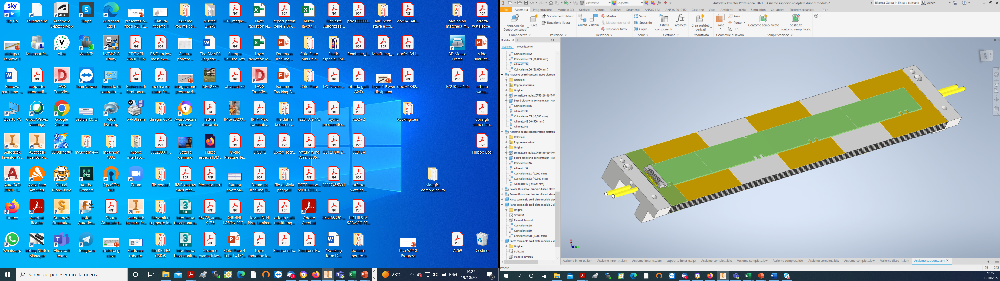 Sky Go
Thunderbird
Autodesk
Desktop App
Skype
Microsoft
Edge
presentazio...
fbosi RD_FC...
Cattura
roberto 1
assieme
volume col...
disegni
LN2P3
HTS_magne...
Layer
radiation le...
report prova
belle 2 07-...
Nuovi
layout_1
Richiesta
Autorizzazi...
pdv-000000...
altri pezzi
stave e col...
doc041340...
particolari
maschera m...
offerta
watajet ce...
slide per
Fabrizio 1
MicrosoftPr...
Vibe
WinSCP
LMTOOLS
Utility
STYCAST
2850FT-EN
R&D on low
mass mec...
Cattura
polytec ...
The DMAPS
Upgrade ...
Stampa
Utilizzo Taxi
Layer
radiation le...
Forum on
Tracking ...
Cold Plate
Maurizio
Fluido
especial 3M...
Reminder_L...
Minifitting_...
doc041341...
3D Mouse
Home
slide
simulati...
Rinnovo
part-time -...
supporto
intermedi...
DWG
TrueVie...
TeamViewer
Pannello di
controllo - ...
Richiesta di
Rimborso...
mechanics
status Pis...
integrazione
presentazi...
IMG_2879
abstract-32
DWG
TrueVie...
Forum on
Tracking D...
Cold Plate
DS-Novec-...
offerta galli
A269
Layer 1 Power
dissipated
doc041342...
F2210560146
offerta
wataj...
Questo PC
Cisco Webex
Meetings
Google
Chrome
Cattura M55J
A360
Desktop
X-PDFsam
disegni CEPC
Avast Secure
Browser
fattura
iberdrola
IMG-20200...
INFN Pisa,
Laminati ...
file dati a
bedeschi ...
F2204379773
Cyclic
pressure tes...
A269-2
booking cern
Consigli
alimentari...
Autodesk
Inventor Pr...
Autodesk
Inventor Pr...
CDBurnerXP
maschera 444
maschera
1332
nuovo
interfacc...
20220901_...
Cattura
gennaro
Fluido
especial 3M...
Cyclic
Pressure Te...
EP30TC
Epoxy-Tech...
fattura wind
W2213335...
GDFSFOX_2...
220134
Filippo Bosi
AutoCAD
2020 - I...
Avast Free
Antivirus
Virtual
CloneDrive
Adobe
Connect
OpenVPN
GUI
Zoom
file venturi
R&D on low
mass mec...
Presentation1
Cattura
pocofoa...
Forum on
Tracking D...
file di silvia
per galli
DDTEmesso...
& MORELLI ...
F2207456301
offerta
watajet ...
viaggio
aereo ginevra
Firefox
Acrobat
Reader
Autodesk
Simulatio...
Install
Autodes...
Visura
Catastale t...
Autodesk
Inventor Pr...
file venturi
supporto in...
Interfaccia
flussi contra...
46772_signe...
9176
ORDINE
LOSON FCC ...
loson INFN
Pisa, Lamina...
offerta galli
minifitting...
Adobe
Acrobat
058365330-...
RICHIESTA
SGRAVIO PE...
WhatsApp
Inkling Sketch
Manager
Microsoft
Teams
Telegram
slide long
stave
Cattura x
roberto
file BELLE2
CMOS
Interfaccia
flussi contra...
Assieme
piano di lav...
Cold Plate 4
Tubi T=15°...
Layer
radiation le...
ElectronicTi...
ElectronicR...
1Booking
form FC...
bollette
iperdrola
Pisa WP10
Progress
A269
Cestino
Scrivi qui per eseguire la ricerca
23°C
ENG
14:27
19/10/2022
Materiale
Aspetto
Autodesk Inventor Professional 2021 Assieme supporto coldplate disco 1 modulo 2
Ricerca Guida in linea e comand
Accedi
File Assembla Progettazione Modello 3D Schizzo Annota Analizza Strumenti ANSYS 18.1 ANSYS 2019 R2 Gestione Vista Ambienti Inizia Simulation Collabora Elettromeccanico
Posiziona da
Centro contenuti
Crea
Componente
Spostamento libero
Rotazione libera
Posizione
Giunto
Vincola
Mostra
Mostra non validi
Nascondi tutto
Relazioni
Serie
Specchio
Copia
Serie
Distinta
componenti
Parametri
Gestione
Crea sostituti
derivati
Produttività
Piano
Asse
Punto
UCS
Geometrie di lavoro
Contorno semplificato
Sostituto
contorno semplificato
Semplificazione
Modello
Assieme
Modellazione
Coincidente:52
Coincidente:53 (36,000 mm)
Allineato:37
Coincidente:54 (36,000 mm)
Assieme board concentratore elettroni
Relazioni
Rappresentazioni
Origine
connettore molex ZF5S-20-01-T-W
board electronic concentrator_MIR
Coincidente:55
Allineato:39
Coincidente:65 (-0,500 mm)
Allineato:43 (-0,500 mm)
Allineato:46
Assieme board concentratore elettroni
Relazioni
Rappresentazioni
Origine
connettore molex ZF5S-20-01-T-W
board electronic concentrator_MIR
Coincidente:46
Allineato:34
Coincidente:51 (0,200 mm)
Coincidente:63 (-0,500 mm)
Allineato:42 (-0,500 mm)
Power-Bus stave tracker disco1 stave
Power-Bus stave tracker disco1 stave
Parte terminale cold plate modulo disc
Parte terminale cold plate modulo 2 di
Origine
Schizzo1
Piano di lavoro1
Coincidente:68
Coincidente:69
Coincidente:70 (0,200 mm)
Parte terminale cold plate modulo 2 di
Origine
Schizzo1
Piano di lavoro1
Assieme inner tr...iam
Assieme Inner tr...iam
Assieme inner tr...iam
supporto inner tr...ipt
Assieme complet...idw
Assieme complet...idw
Assieme complet...idw
Assieme complet...idw
Assieme complet...idw
Assieme disco 1...iam
Assieme support...iam
Pronto
59
245
14:27
19/10/2022